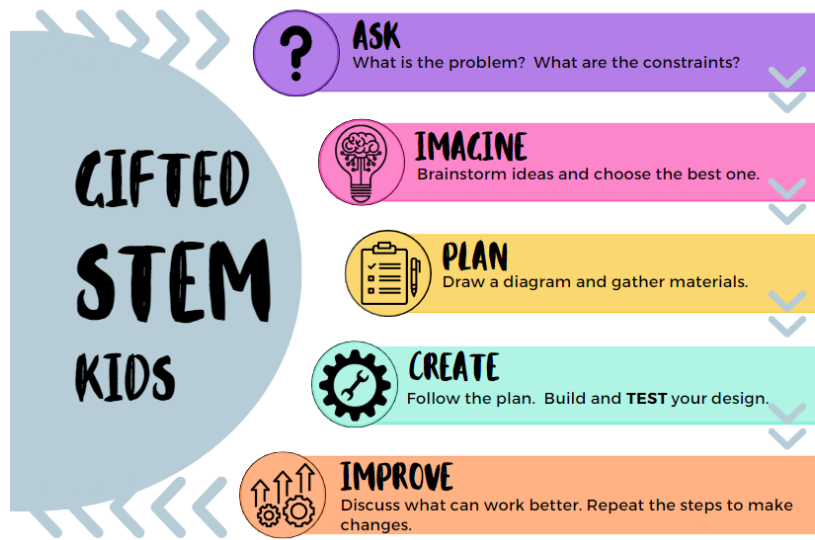 GIFTED
STEM
KIDS
ASK
What is the problem?  What are the constraints?
IMAGINE
Brainstorm ideas and choose the best one.
PLAN
Draw a diagram and gather materials.
CREATE
Follow the plan.  Build and TEST your design.
IMPROVE
Discuss what can work better. Repeat the steps to make
changes.